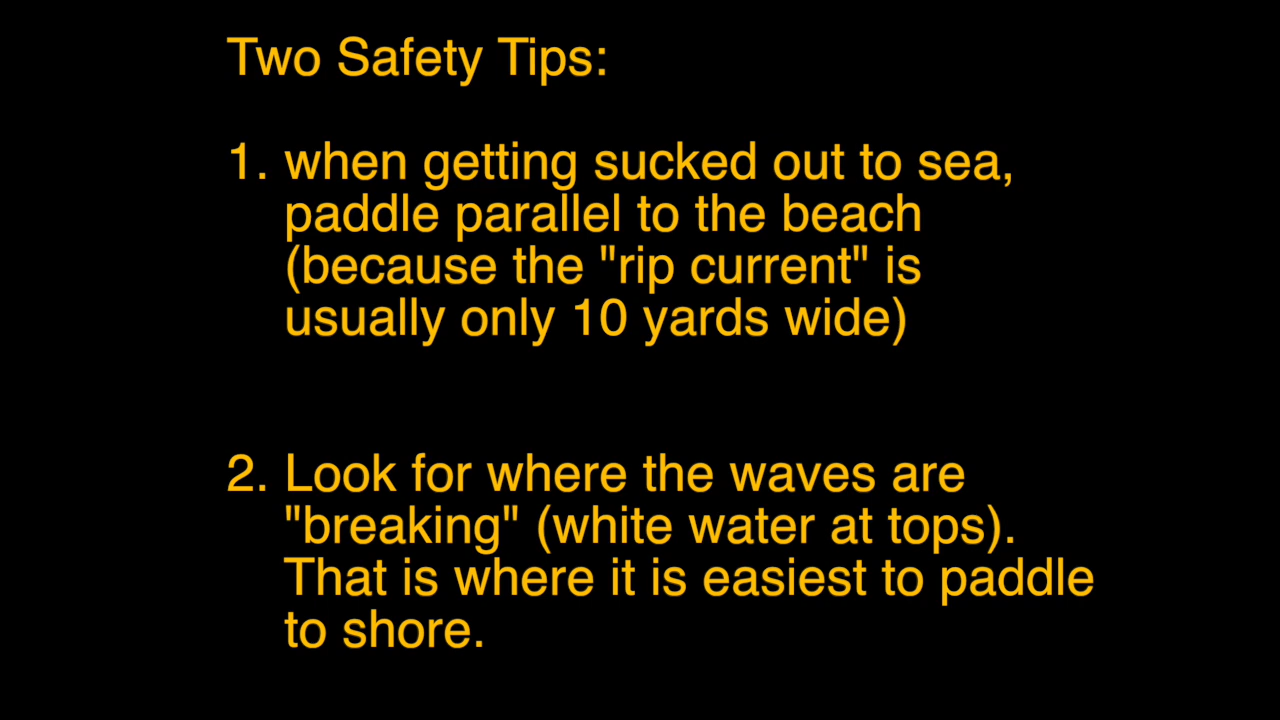 Two Safety Tips:
1. when getting sucked out to sea,
paddle parallel to the beach
(because the "rip current" is
usually only 10 yards wide)
2. Look for where the waves are
"breaking" (white water at tops).
That is where it is easiest to paddle
to shore.